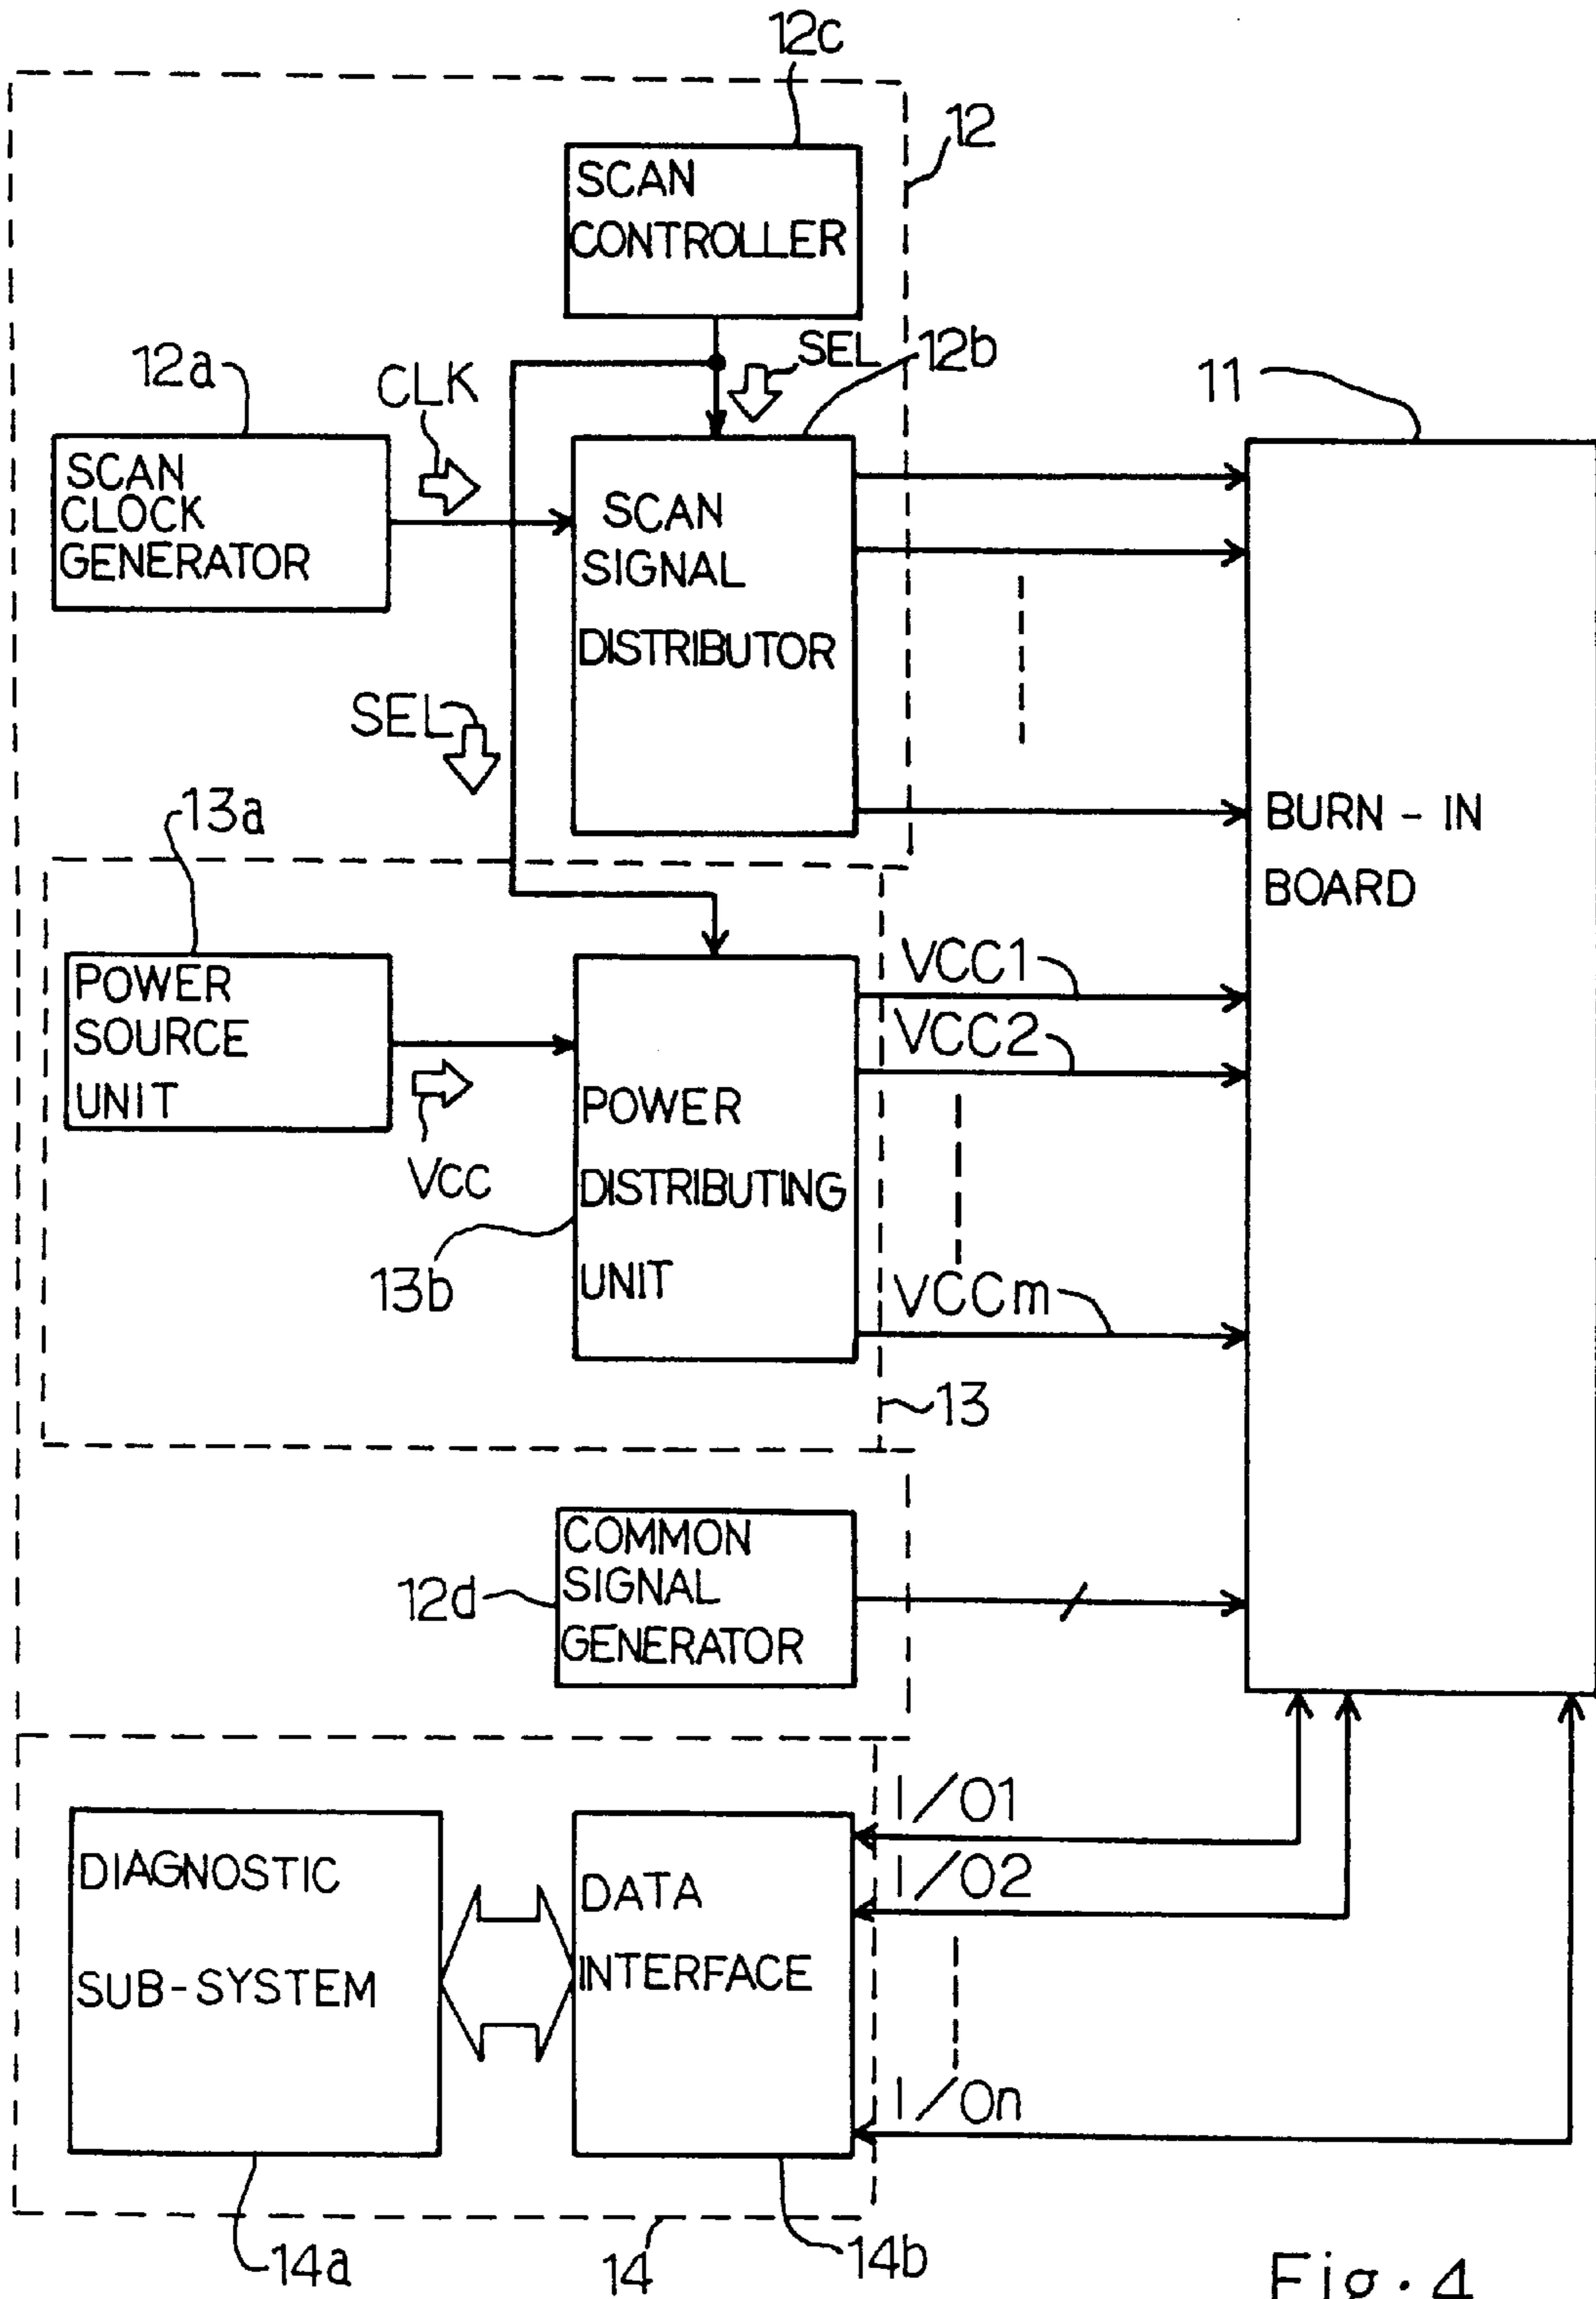 12c
12
SCAN
CONTROLLER
SEL
12b
12a
CLK
11
SCAN
CLOCK
GENERATOR
SCAN
SIGNAL
DISTRIBUTOR
SEL
BURN - IN
BOARD
13a
POWER
SOURCE
UNIT
VCC
POWER
DISTRIBUTING
UNIT
13b
VCC1
VCC2
VCCm
13
COMMON
SIGNAL
GENERATOR
12d
DIAGNOSTIC
SUB-SYSTEM
DATA
INTERFACE
I/O1
I/O2
I/On
14a
14
14b
Fig. 4